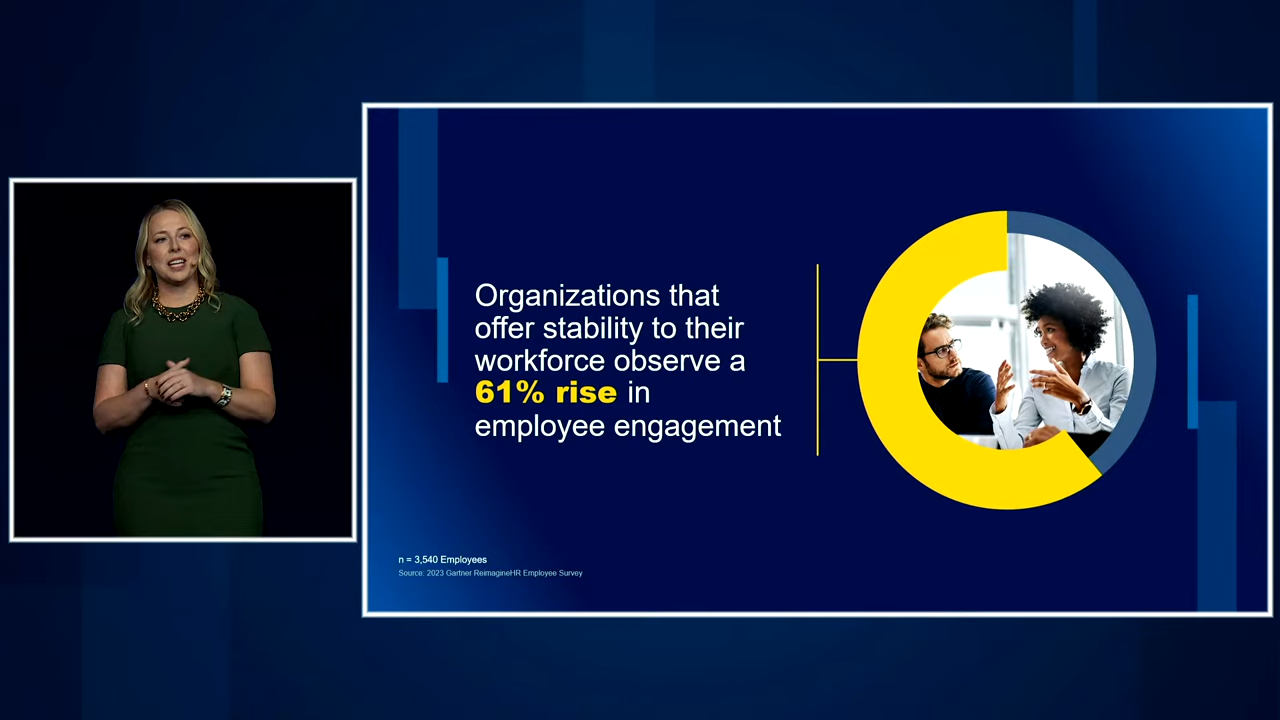 Organizations that
offer stability to their
workforce observe a
61% rise in
employee engagement
n = 3,540 Employees
Source: 2023 Gartner ReimagineHR Employee Survey